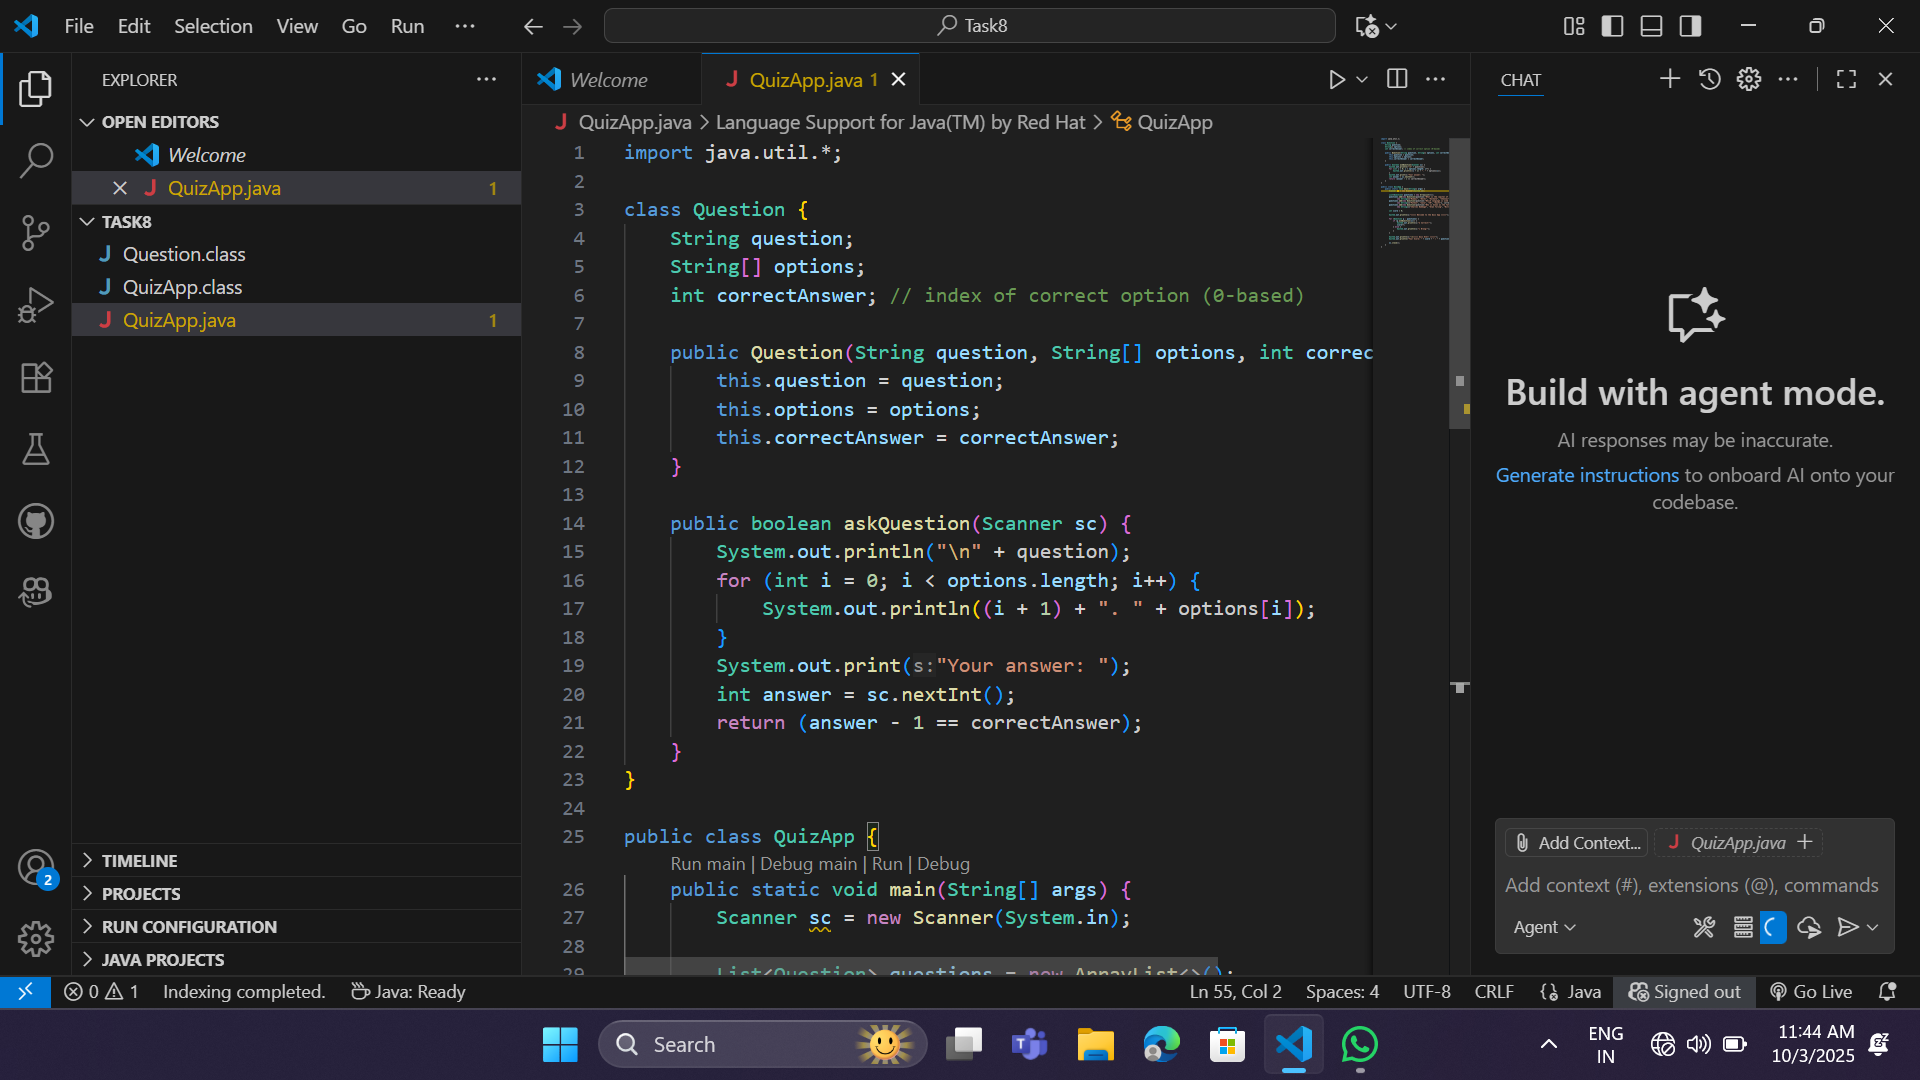 File Edit Selection View Go Run ··· Task8
EXPLORER ···
OPEN EDITORS
Welcome
QuizApp.java 1
TASK8
Question.class
QuizApp.class
QuizApp.java 1
TIMELINE
PROJECTS
RUN CONFIGURATION
JAVA PROJECTS
2
Welcome QuizApp.java 1
QuizApp.java > Language Support for Java(TM) by Red Hat > QuizApp
1 import java.util.*;
2
3 class Question {
4 String question;
5 String[] options;
6 int correctAnswer; // index of correct option (0-based)
7
8 public Question(String question, String[] options, int correc
9 this.question = question;
10 this.options = options;
11 this.correctAnswer = correctAnswer;
12 }
13
14 public boolean askQuestion(Scanner sc) {
15 System.out.println("\n" + question);
16 for (int i = 0; i < options.length; i++) {
17 System.out.println((i + 1) + ". " + options[i]);
18 }
19 System.out.print(s:"Your answer: ");
20 int answer = sc.nextInt();
21 return (answer - 1 == correctAnswer);
22 }
23 }
24
25 public class QuizApp {
Run main | Debug main | Run | Debug
26 public static void main(String[] args) {
27 Scanner sc = new Scanner(System.in);
28
29 List<Question> questions = new ArrayList<>();
CHAT
Build with agent mode.
AI responses may be inaccurate.
Generate instructions to onboard AI onto your
codebase.
Add Context... QuizApp.java
Add context (#), extensions (@), commands
Agent
0 1 Indexing completed. Java: Ready Ln 55, Col 2 Spaces: 4 UTF-8 CRLF {} Java Signed out Go Live
Search
ENG
IN
11:44 AM
10/3/2025